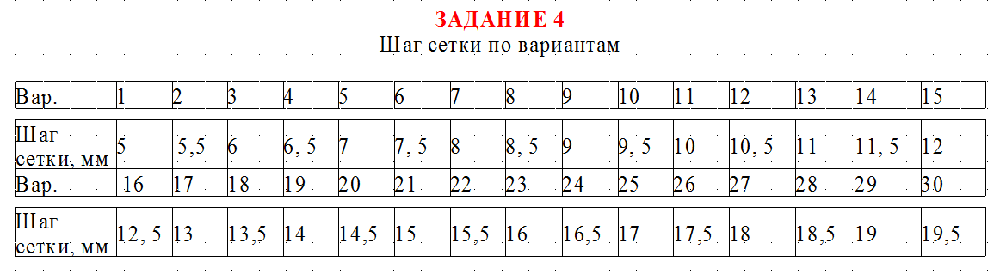 ЗАДАНИЕ 4
Шаг сетки по вариантам
Вар. 1 2 3 4 5 6 7 8 9 10 11 12 13 14 15
Шаг
сетки, мм 5 5,5 6 6, 5 7 7, 5 8 8, 5 9 9, 5 10 10, 5 11 11, 5 12
Вар. 16 17 18 19 20 21 22 23 24 25 26 27 28 29 30
Шаг
сетки, мм 12, 5 13 13,5 14 14,5 15 15,5 16 16,5 17 17,5 18 18,5 19 19,5